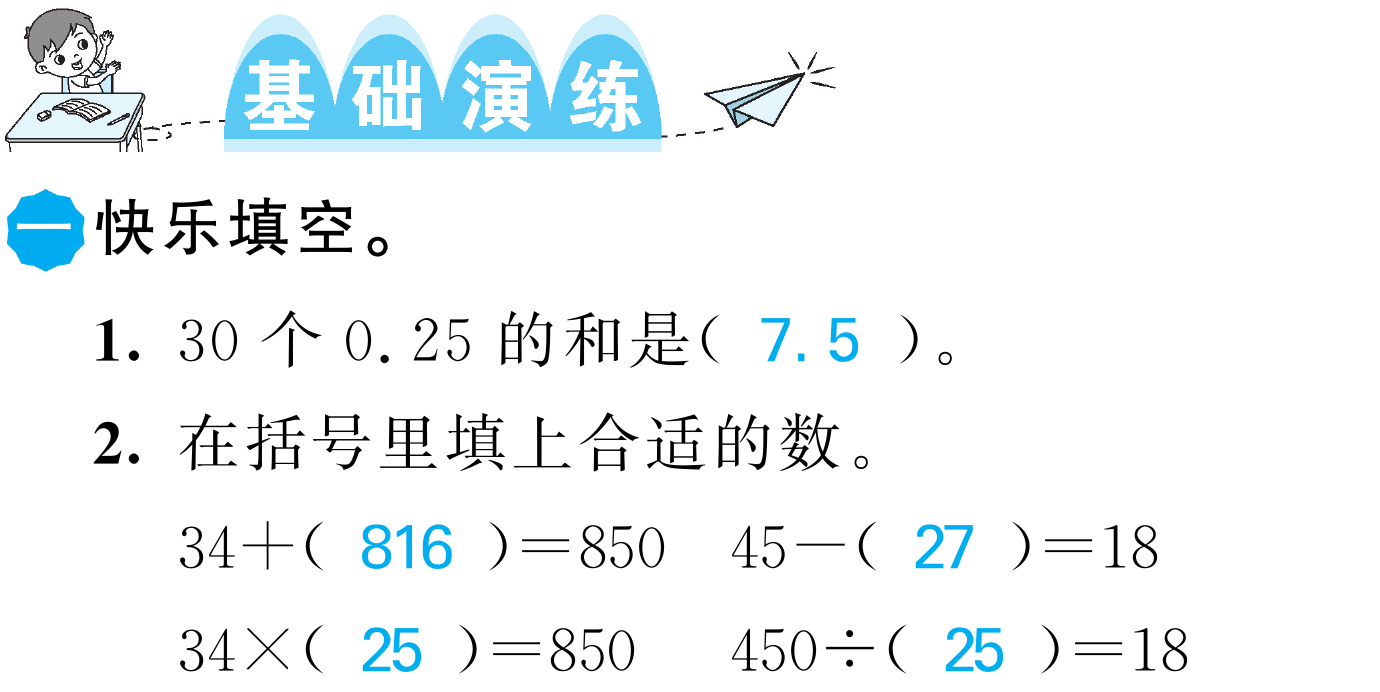 基础演练
一 快乐填空。
1. 30 个 0.25 的和是( 7.5 )。
2. 在括号里填上合适的数。
34+( 816 )=850 45-( 27 )=18
34×( 25 )=850 450÷( 25 )=18